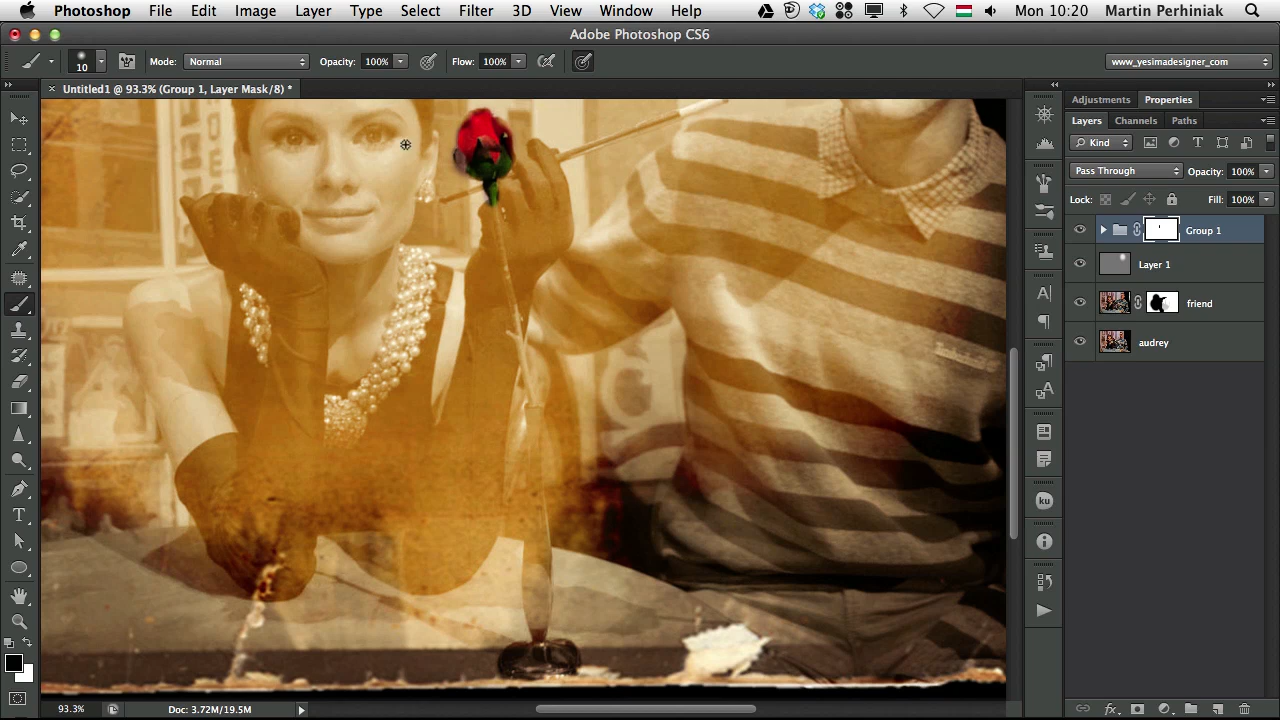 Photoshop File Edit Image Layer Type Select Filter 3D View Window Help Mon 10:20 Martin Perhiniak
Adobe Photoshop CS6
10 Mode: Normal Opacity: 100% Flow: 100% www_yesimadesigner_com
× Untitled1 @ 93.3% (Group 1, Layer Mask/8) *
Adjustments Properties
Layers Channels Paths
Kind T
Pass Through Opacity: 100%
Lock: Fill: 100%
Group 1
Layer 1
friend
audrey
A
A
ku
T
93.3% Doc: 3.72M/19.5M
fx